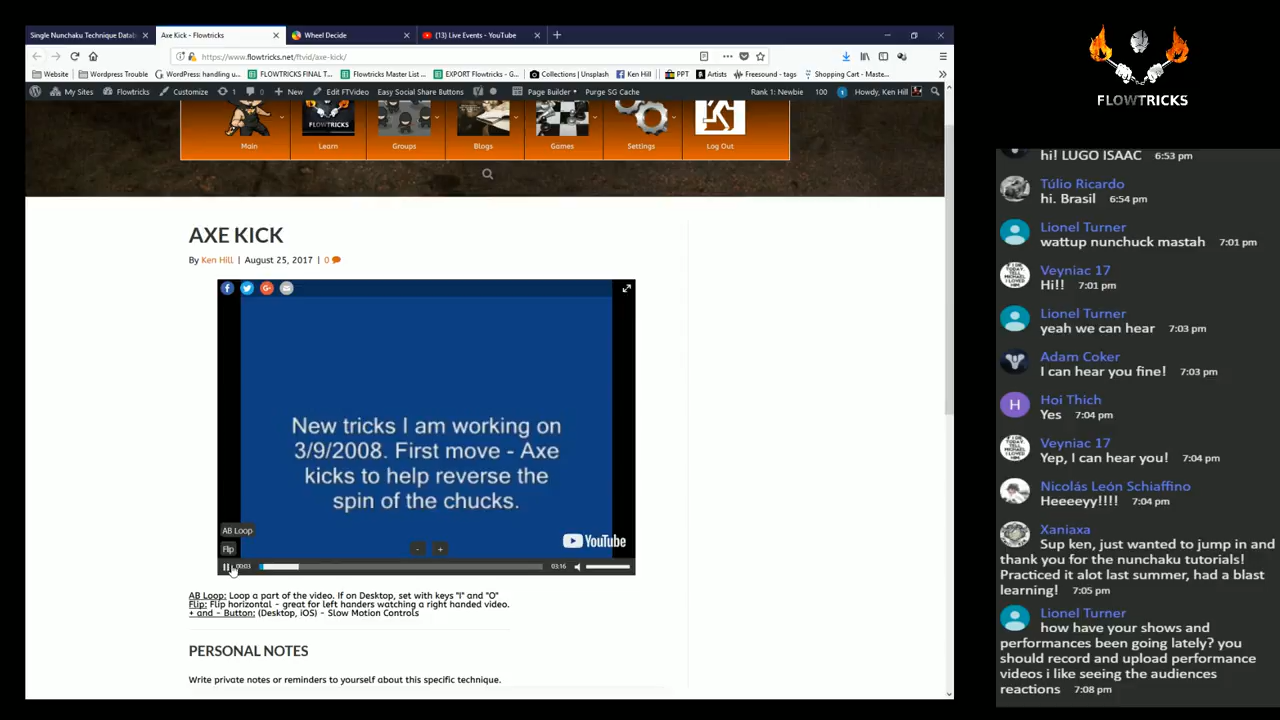 Single Nunchaku Technique Datab
Axe Kick - Flowtricks
Wheel Decide
(13) Live Events - YouTube
https://www.flowtricks.net/ftvid/axe-kick/
Website
Wordpress Trouble
WordPress: handling u...
FLOWTRICKS FINAL T...
Flowtricks Master List ...
EXPORT Flowtricks - G...
Collections | Unsplash
Ken Hill
PPT
Artists
Freesound - tags
Shopping Cart - Maste...
My Sites
Flowtricks
Customize
1
0
New
Edit FTVideo
Easy Social Share Buttons
Page Builder
Purge SG Cache
Rank 1: Newbie
100
1
Howdy, Ken Hill
FLOWTRICKS
Main
Learn
Groups
Blogs
Games
Settings
Log Out
AXE KICK
By Ken Hill | August 25, 2017 | 0
New tricks I am working on
3/9/2008. First move - Axe
kicks to help reverse the
spin of the chucks.
AB Loop
Flip
- +
YouTube
00:03
03:16
AB Loop: Loop a part of the video. If on Desktop, set with keys "I" and "O"
Flip: Flip horizontal - great for left handers watching a right handed video.
+ and - Button: (Desktop, iOS) - Slow Motion Controls
PERSONAL NOTES
Write private notes or reminders to yourself about this specific technique.
FLOWTRICKS
hi! LUGO ISAAC 6:53 pm
Túlio Ricardo
hi. Brasil 6:54 pm
Lionel Turner
wattup nunchuck mastah 7:01 pm
Veyniac 17
Hi!! 7:01 pm
Lionel Turner
yeah we can hear 7:03 pm
Adam Coker
I can hear you fine! 7:03 pm
H
Hoi Thich
Yes 7:04 pm
Veyniac 17
Yep, I can hear you! 7:04 pm
Nicolás León Schiaffino
Heeeeyy!!!! 7:04 pm
Xaniaxa
Sup ken, just wanted to jump in and
thank you for the nunchaku tutorials!
Practiced it alot last summer, had a blast
learning! 7:05 pm
Lionel Turner
how have your shows and
performances been going lately? you
should record and upload performance
videos i like seeing the audiences
reactions 7:08 pm